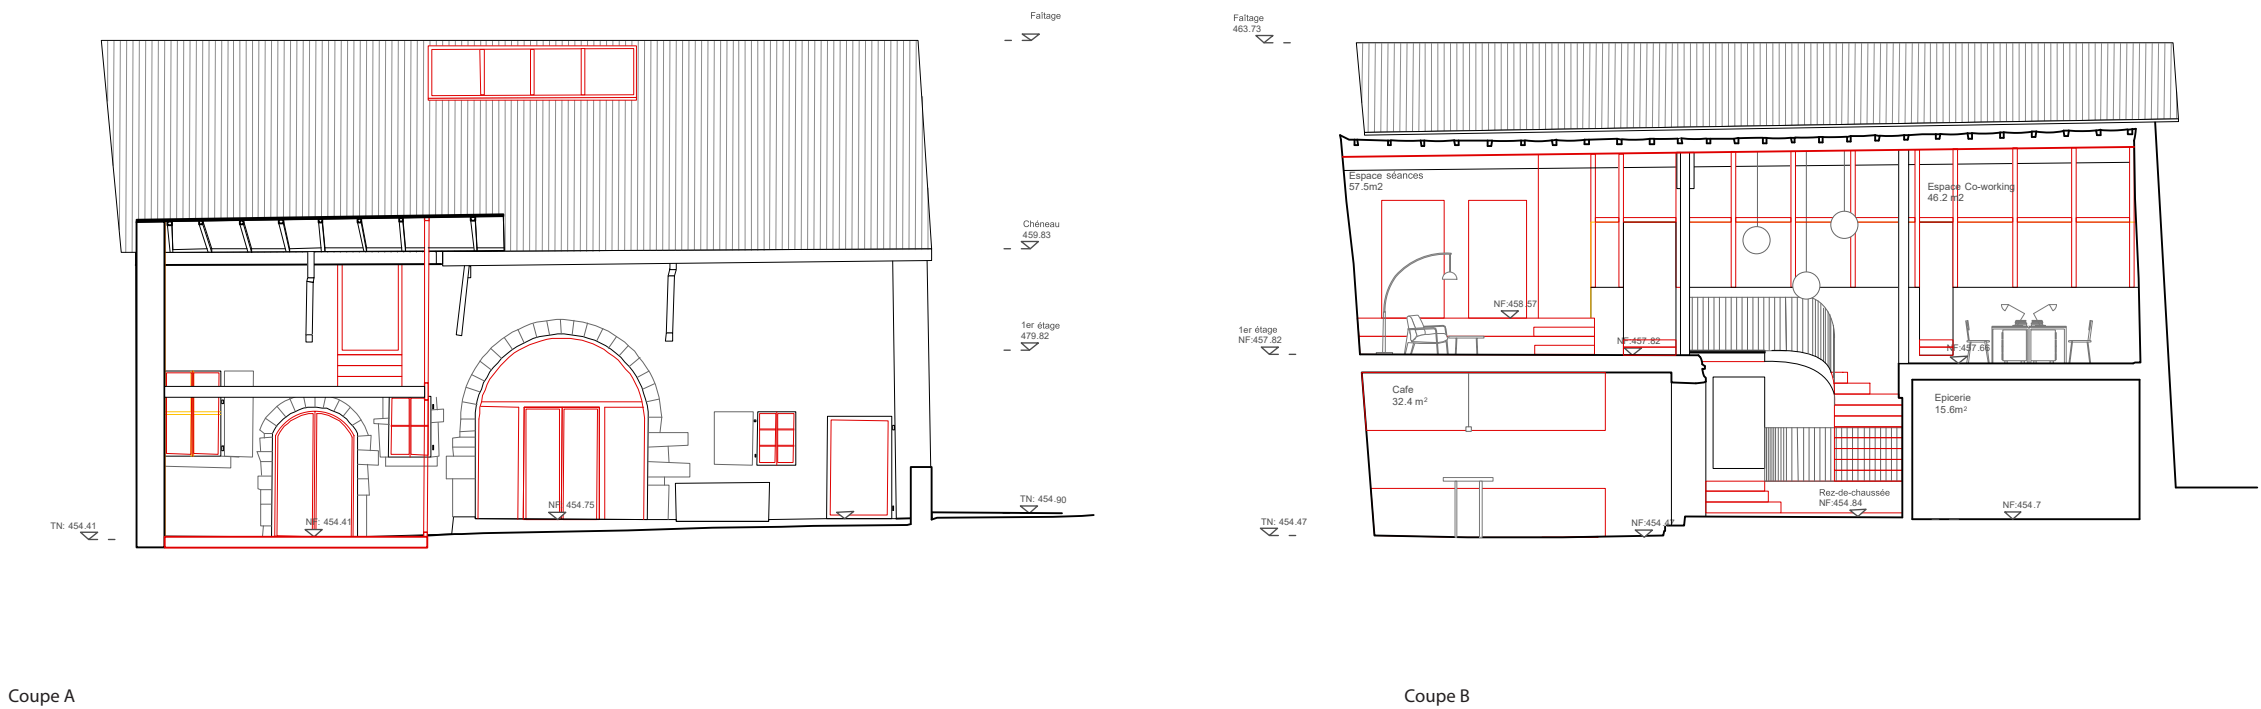 Faîtage
Chéneau
459.83
1er étage
479.82
TN: 454.90
TN: 454.41
NF: 454.41
NF: 454.75
Coupe A
Faîtage
463.73
Espace séances
57.5m2
Espace Co-working
46.2 m2
NF:458.57
1er étage
NF:457.82
NF:457.82
NF:457.66
Cafe
32.4 m²
Epicerie
15.6m²
Rez-de-chaussée
NF:454.84
NF:454.7
TN: 454.47
NF:454.47
Coupe B